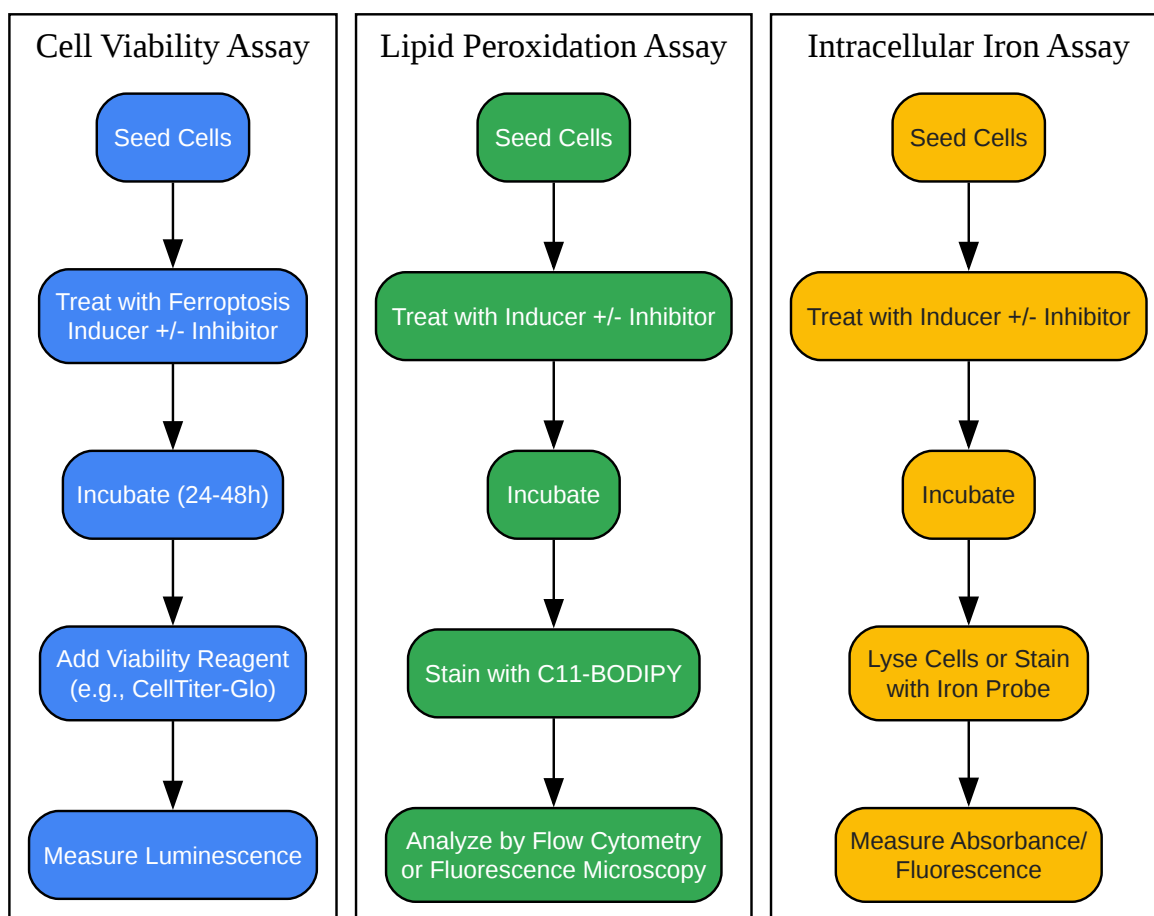 Cell Viability Assay
Seed Cells
Treat with Ferroptosis
Inducer +/- Inhibitor
Incubate (24-48h)
Add Viability Reagent
(e.g., CellTiter-Glo)
Measure Luminescence
Lipid Peroxidation Assay
Seed Cells
Treat with Inducer +/- Inhibitor
Incubate
Stain with C11-BODIPY
Analyze by Flow Cytometry
or Fluorescence Microscopy
Intracellular Iron Assay
Seed Cells
Treat with Inducer +/- Inhibitor
Incubate
Lyse Cells or Stain
with Iron Probe
Measure Absorbance/
Fluorescence